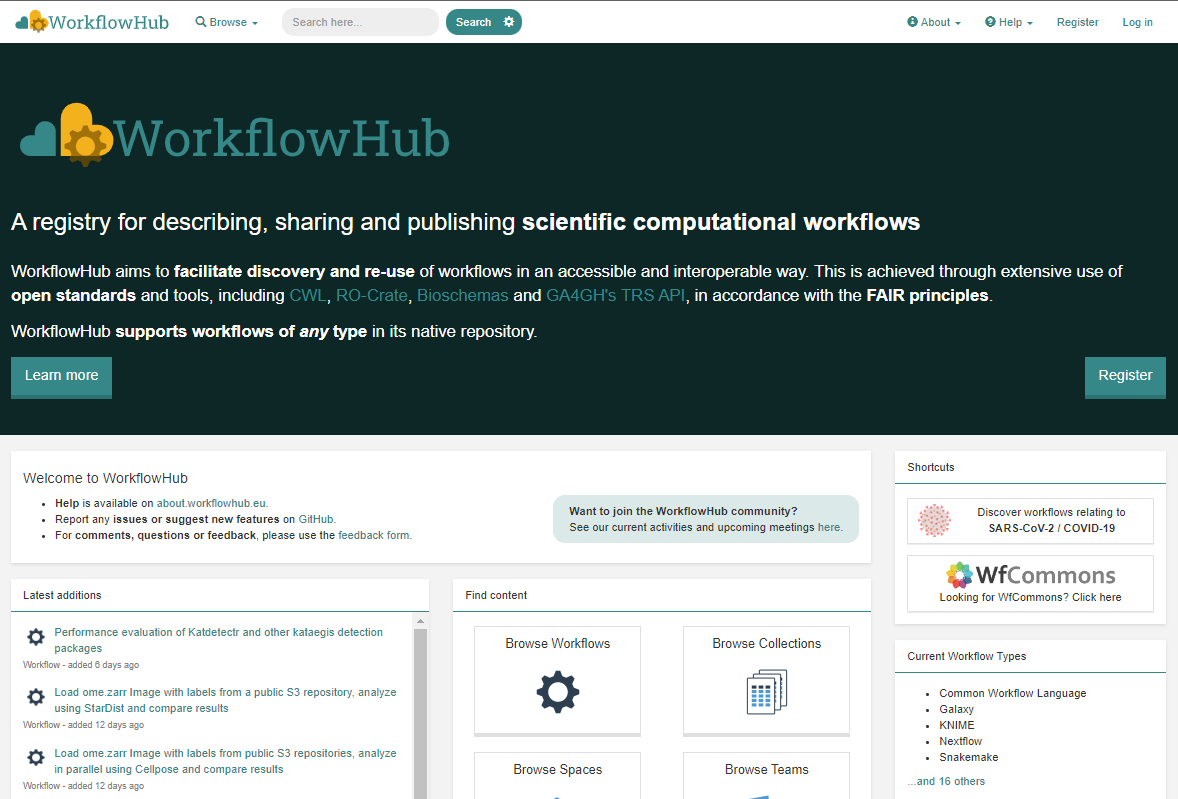 WorkflowHub
Browse
Search here...
Search
About
Help
Register
Log in
WorkflowHub
A registry for describing, sharing and publishing scientific computational workflows
WorkflowHub aims to facilitate discovery and re-use of workflows in an accessible and interoperable way. This is achieved through extensive use of
open standards and tools, including CWL, RO-Crate, Bioschemas and GA4GH's TRS API, in accordance with the FAIR principles.
WorkflowHub supports workflows of any type in its native repository.
Learn more
Register
Welcome to WorkflowHub
Help is available on about.workflowhub.eu.
Report any issues or suggest new features on GitHub.
For comments, questions or feedback, please use the feedback form.
Want to join the WorkflowHub community?
See our current activities and upcoming meetings here.
Latest additions
Performance evaluation of Katdetectr and other kataegis detection
packages
Workflow - added 6 days ago
Load ome.zarr Image with labels from a public S3 repository, analyze
using StarDist and compare results
Workflow - added 12 days ago
Load ome.zarr Image with labels from public S3 repositories, analyze
in parallel using Cellpose and compare results
Workflow - added 12 days ago
Find content
Browse Workflows
Browse Collections
Browse Spaces
Browse Teams
Shortcuts
Discover workflows relating to
SARS-CoV-2 / COVID-19
WfCommons
Looking for WfCommons? Click here
Current Workflow Types
Common Workflow Language
Galaxy
KNIME
Nextflow
Snakemake
...and 16 others